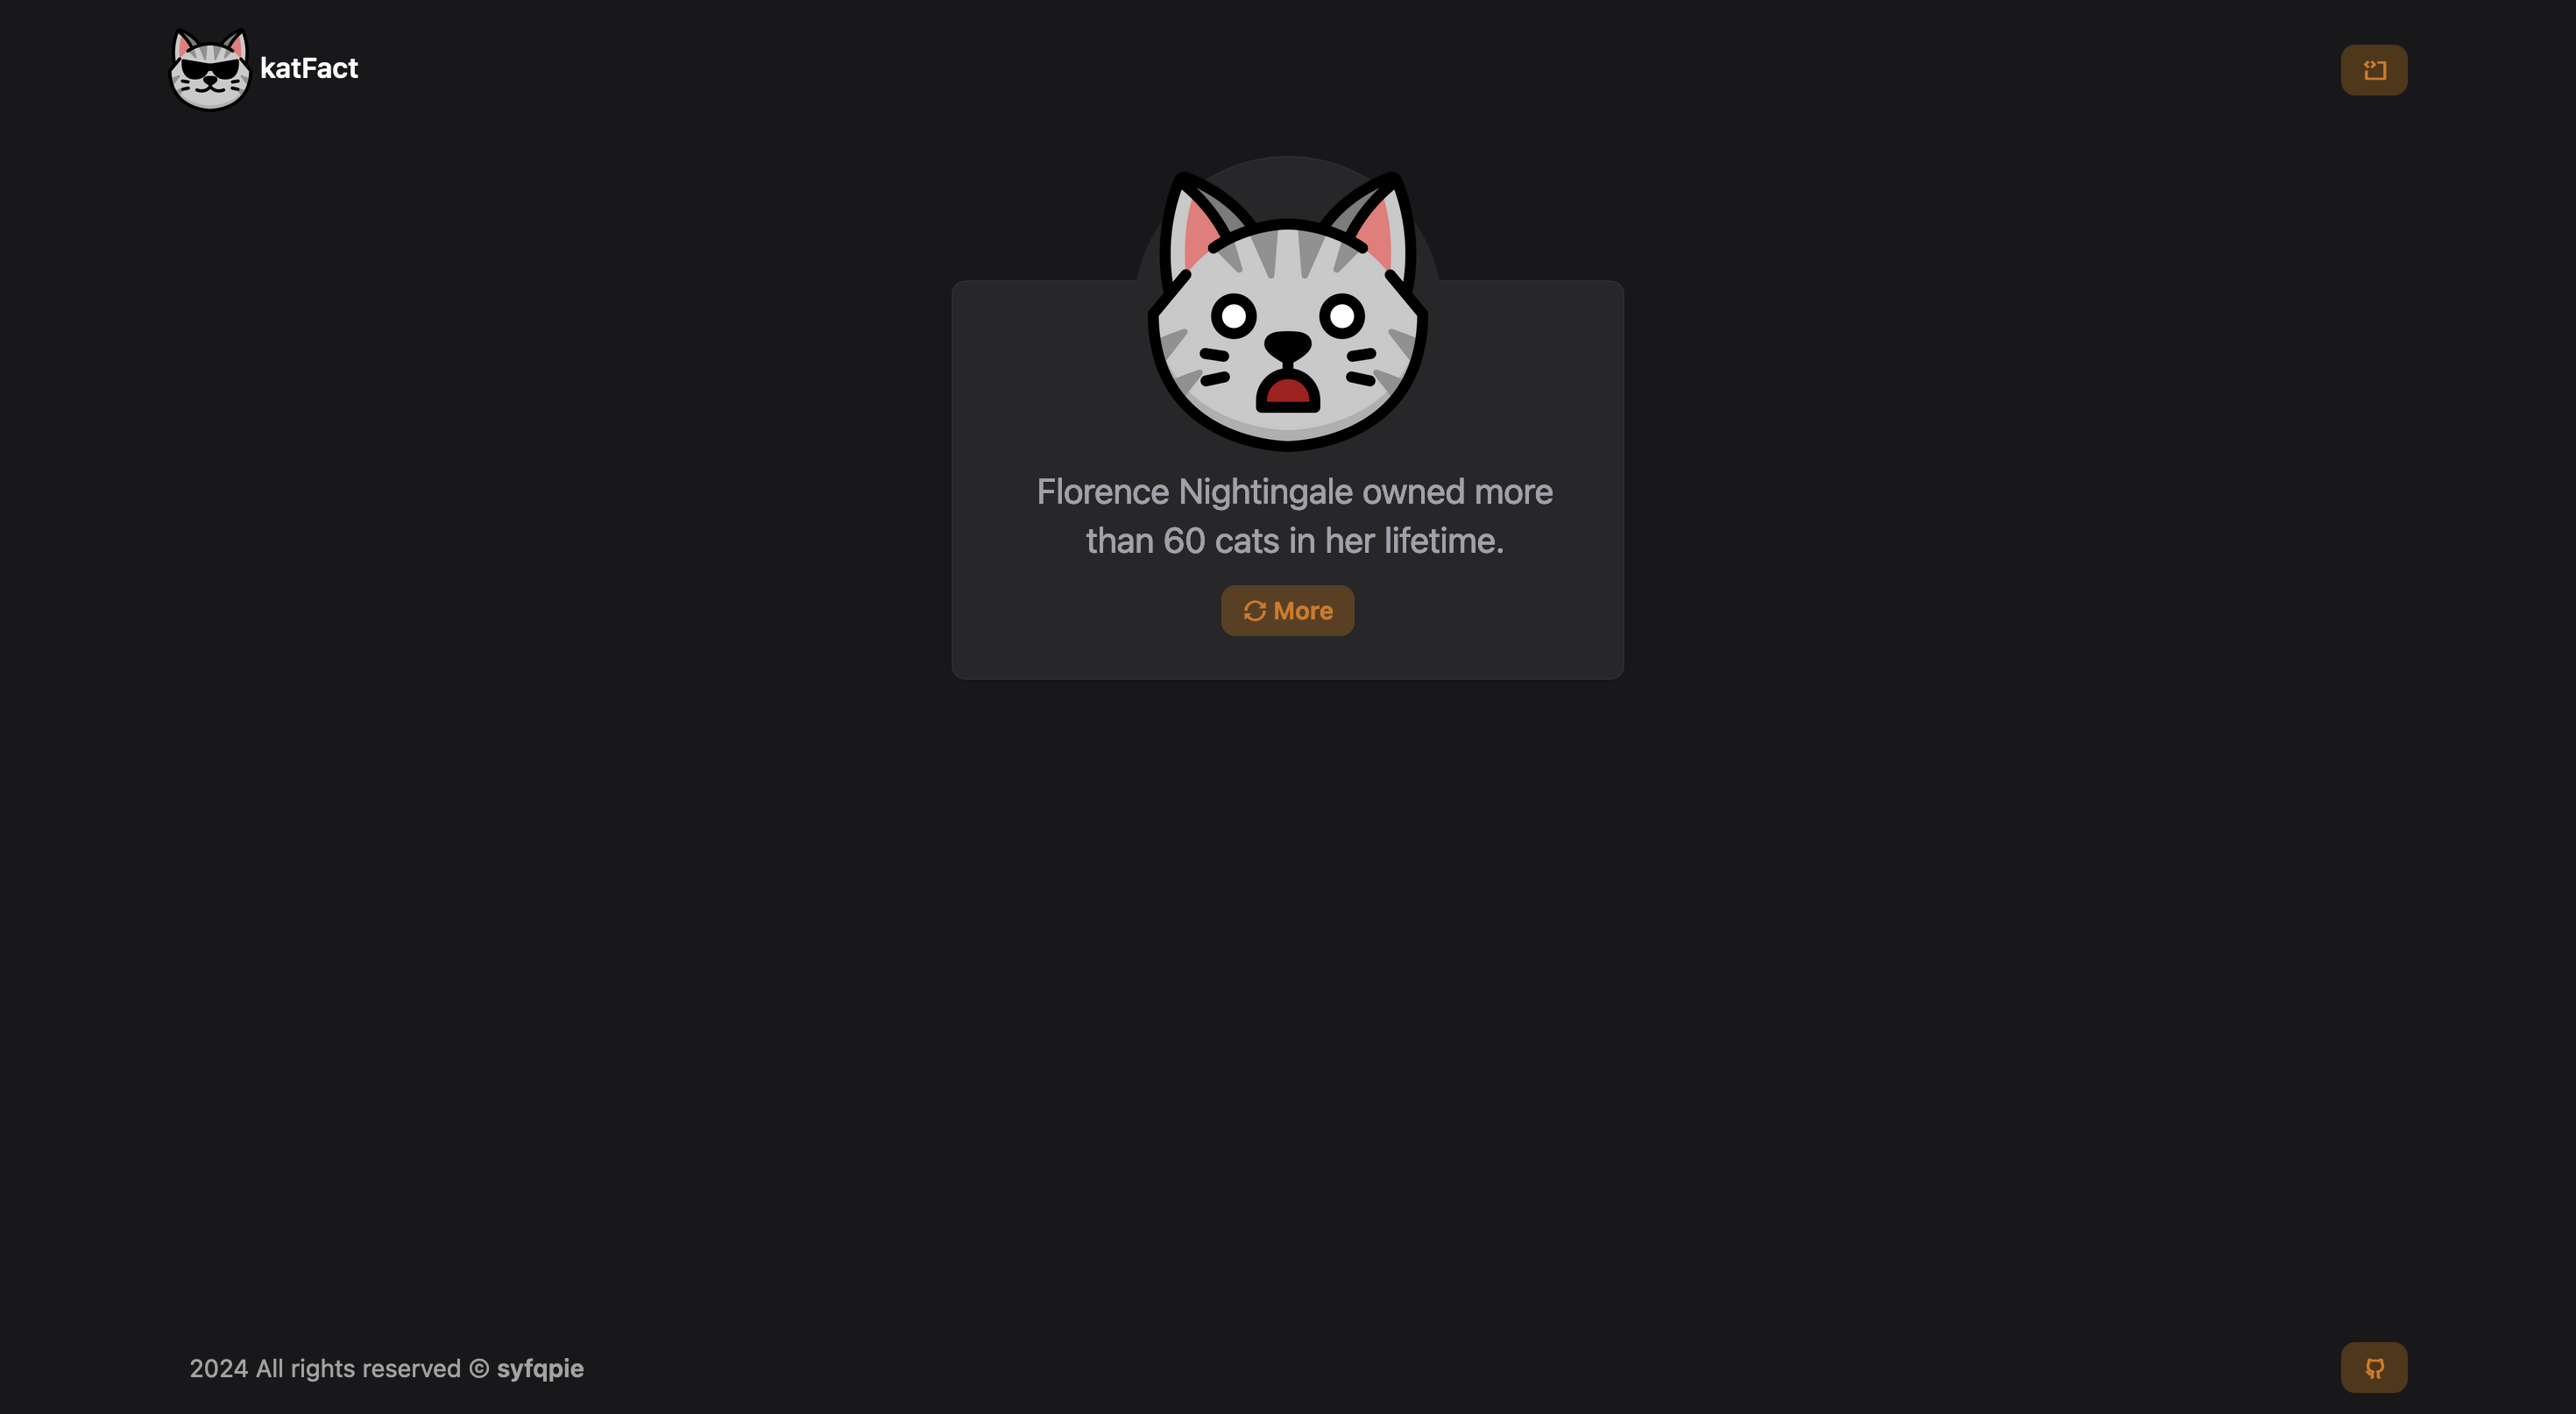 katFact
Florence Nightingale owned more
than 60 cats in her lifetime.
More
2024 All rights reserved © syfqpie